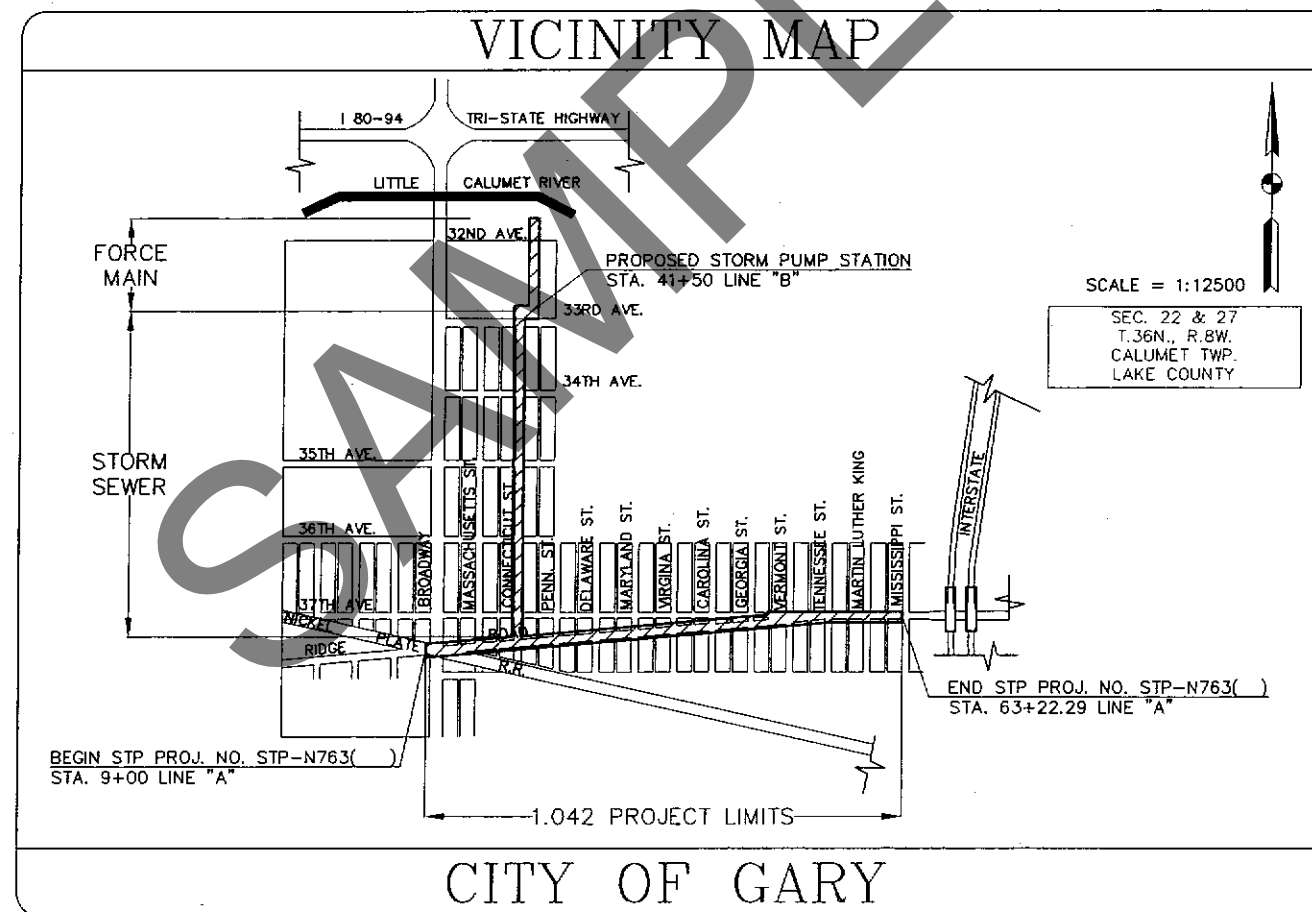 VICINITY MAP
I 80-94 TRI-STATE HIGHWAY
LITTLE CALUMET RIVER
FORCE
MAIN
32ND AVE.
PROPOSED STORM PUMP STATION
STA. 41+50 LINE "B"
33RD AVE.
SCALE = 1:12500
SEC. 22 & 27
T.36N., R.8W.
CALUMET TWP.
LAKE COUNTY
34TH AVE.
STORM
SEWER
35TH AVE.
36TH AVE.
37TH AVE.
BROADWAY
MASSACHUSETTS ST.
CONNECTICUT ST.
PENN. ST.
DELAWARE ST.
MARYLAND ST.
VIRGINA ST.
CAROLINA ST.
GEORGIA ST.
VERMONT ST.
TENNESSEE ST.
MARTIN LUTHER KING
MISSISSIPPI ST.
INTERSTATE
NICKEL PLATE R.R.
RIDGE ROAD
END STP PROJ. NO. STP-N763( )
STA. 63+22.29 LINE "A"
BEGIN STP PROJ. NO. STP-N763( )
STA. 9+00 LINE "A"
1.042 PROJECT LIMITS
CITY OF GARY
SAMPLE